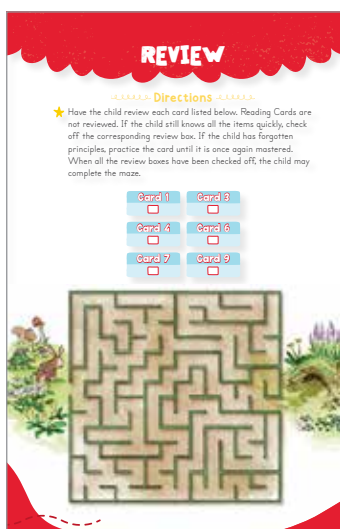 REVIEW
Directions
Have the child review each card listed below. Reading Cards are
not reviewed. If the child still knows all the items quickly, check
off the corresponding review box. If the child has forgotten
principles, practice the card until it is once again mastered.
When all the review boxes have been checked off, the child may
complete the maze.
Card 1 Card 3
Card 4 Card 6
Card 7 Card 9